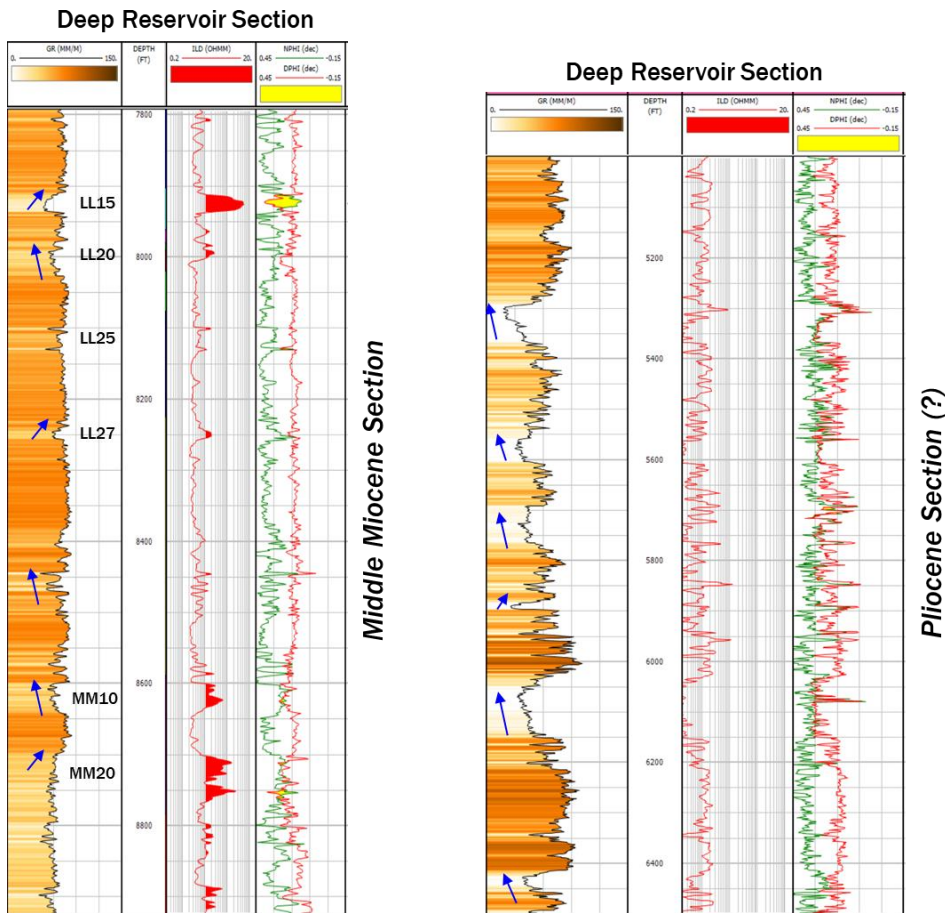 Deep Reservoir Section
GR (MM/M)
0. 150.
DEPTH
(FT)
ILD (OHMM)
0.2 20.
NPHI (dec)
0.45 -0.15
DPHI (dec)
0.45 -0.15
7800
LL15
LL20
8000
LL25
8200
LL27
8400
8600
MM10
MM20
8800
Middle Miocene Section
Deep Reservoir Section
GR (MM/M)
0. 150.
DEPTH
(FT)
ILD (OHMM)
0.2 20.
NPHI (dec)
0.45 -0.15
DPHI (dec)
0.45 -0.15
5200
5400
5600
5800
6000
6200
6400
Pliocene Section (?)